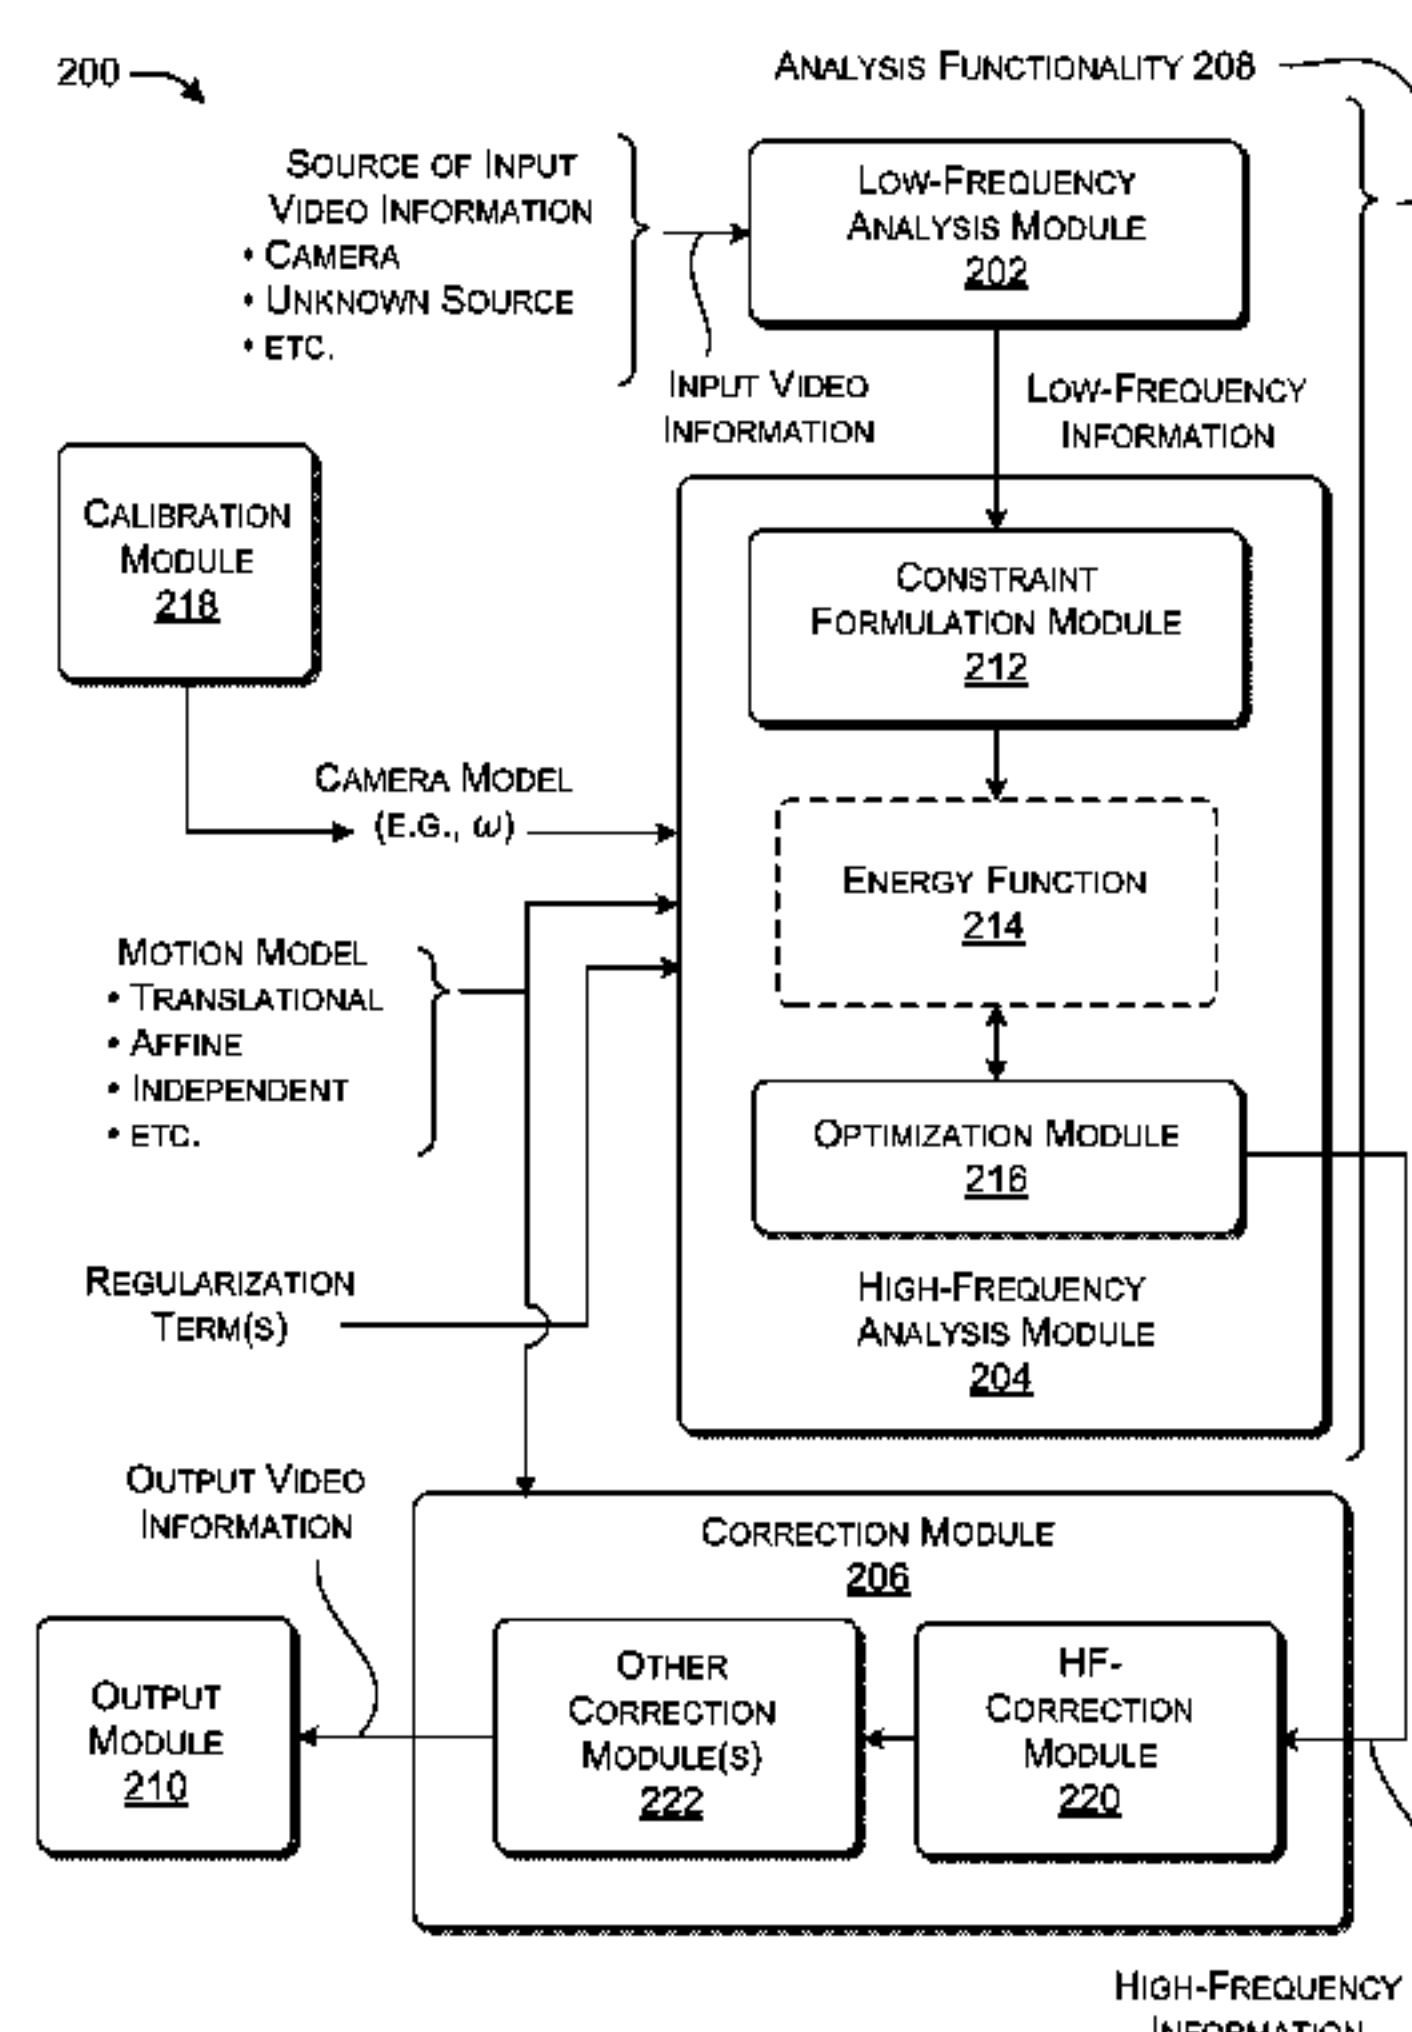 200
ANALYSIS FUNCTIONALITY 208
SOURCE OF INPUT
VIDEO INFORMATION
• CAMERA
• UNKNOWN SOURCE
• ETC.
LOW-FREQUENCY
ANALYSIS MODULE
202
INPUT VIDEO
INFORMATION
LOW-FREQUENCY
INFORMATION
CALIBRATION
MODULE
218
CONSTRAINT
FORMULATION MODULE
212
CAMERA MODEL
(E.G., ω)
ENERGY FUNCTION
214
MOTION MODEL
• TRANSLATIONAL
• AFFINE
• INDEPENDENT
• ETC.
OPTIMIZATION MODULE
216
REGULARIZATION
TERM(S)
HIGH-FREQUENCY
ANALYSIS MODULE
204
OUTPUT VIDEO
INFORMATION
CORRECTION MODULE
206
OUTPUT
MODULE
210
OTHER
CORRECTION
MODULE(S)
222
HF-
CORRECTION
MODULE
220
HIGH-FREQUENCY
INFORMATION